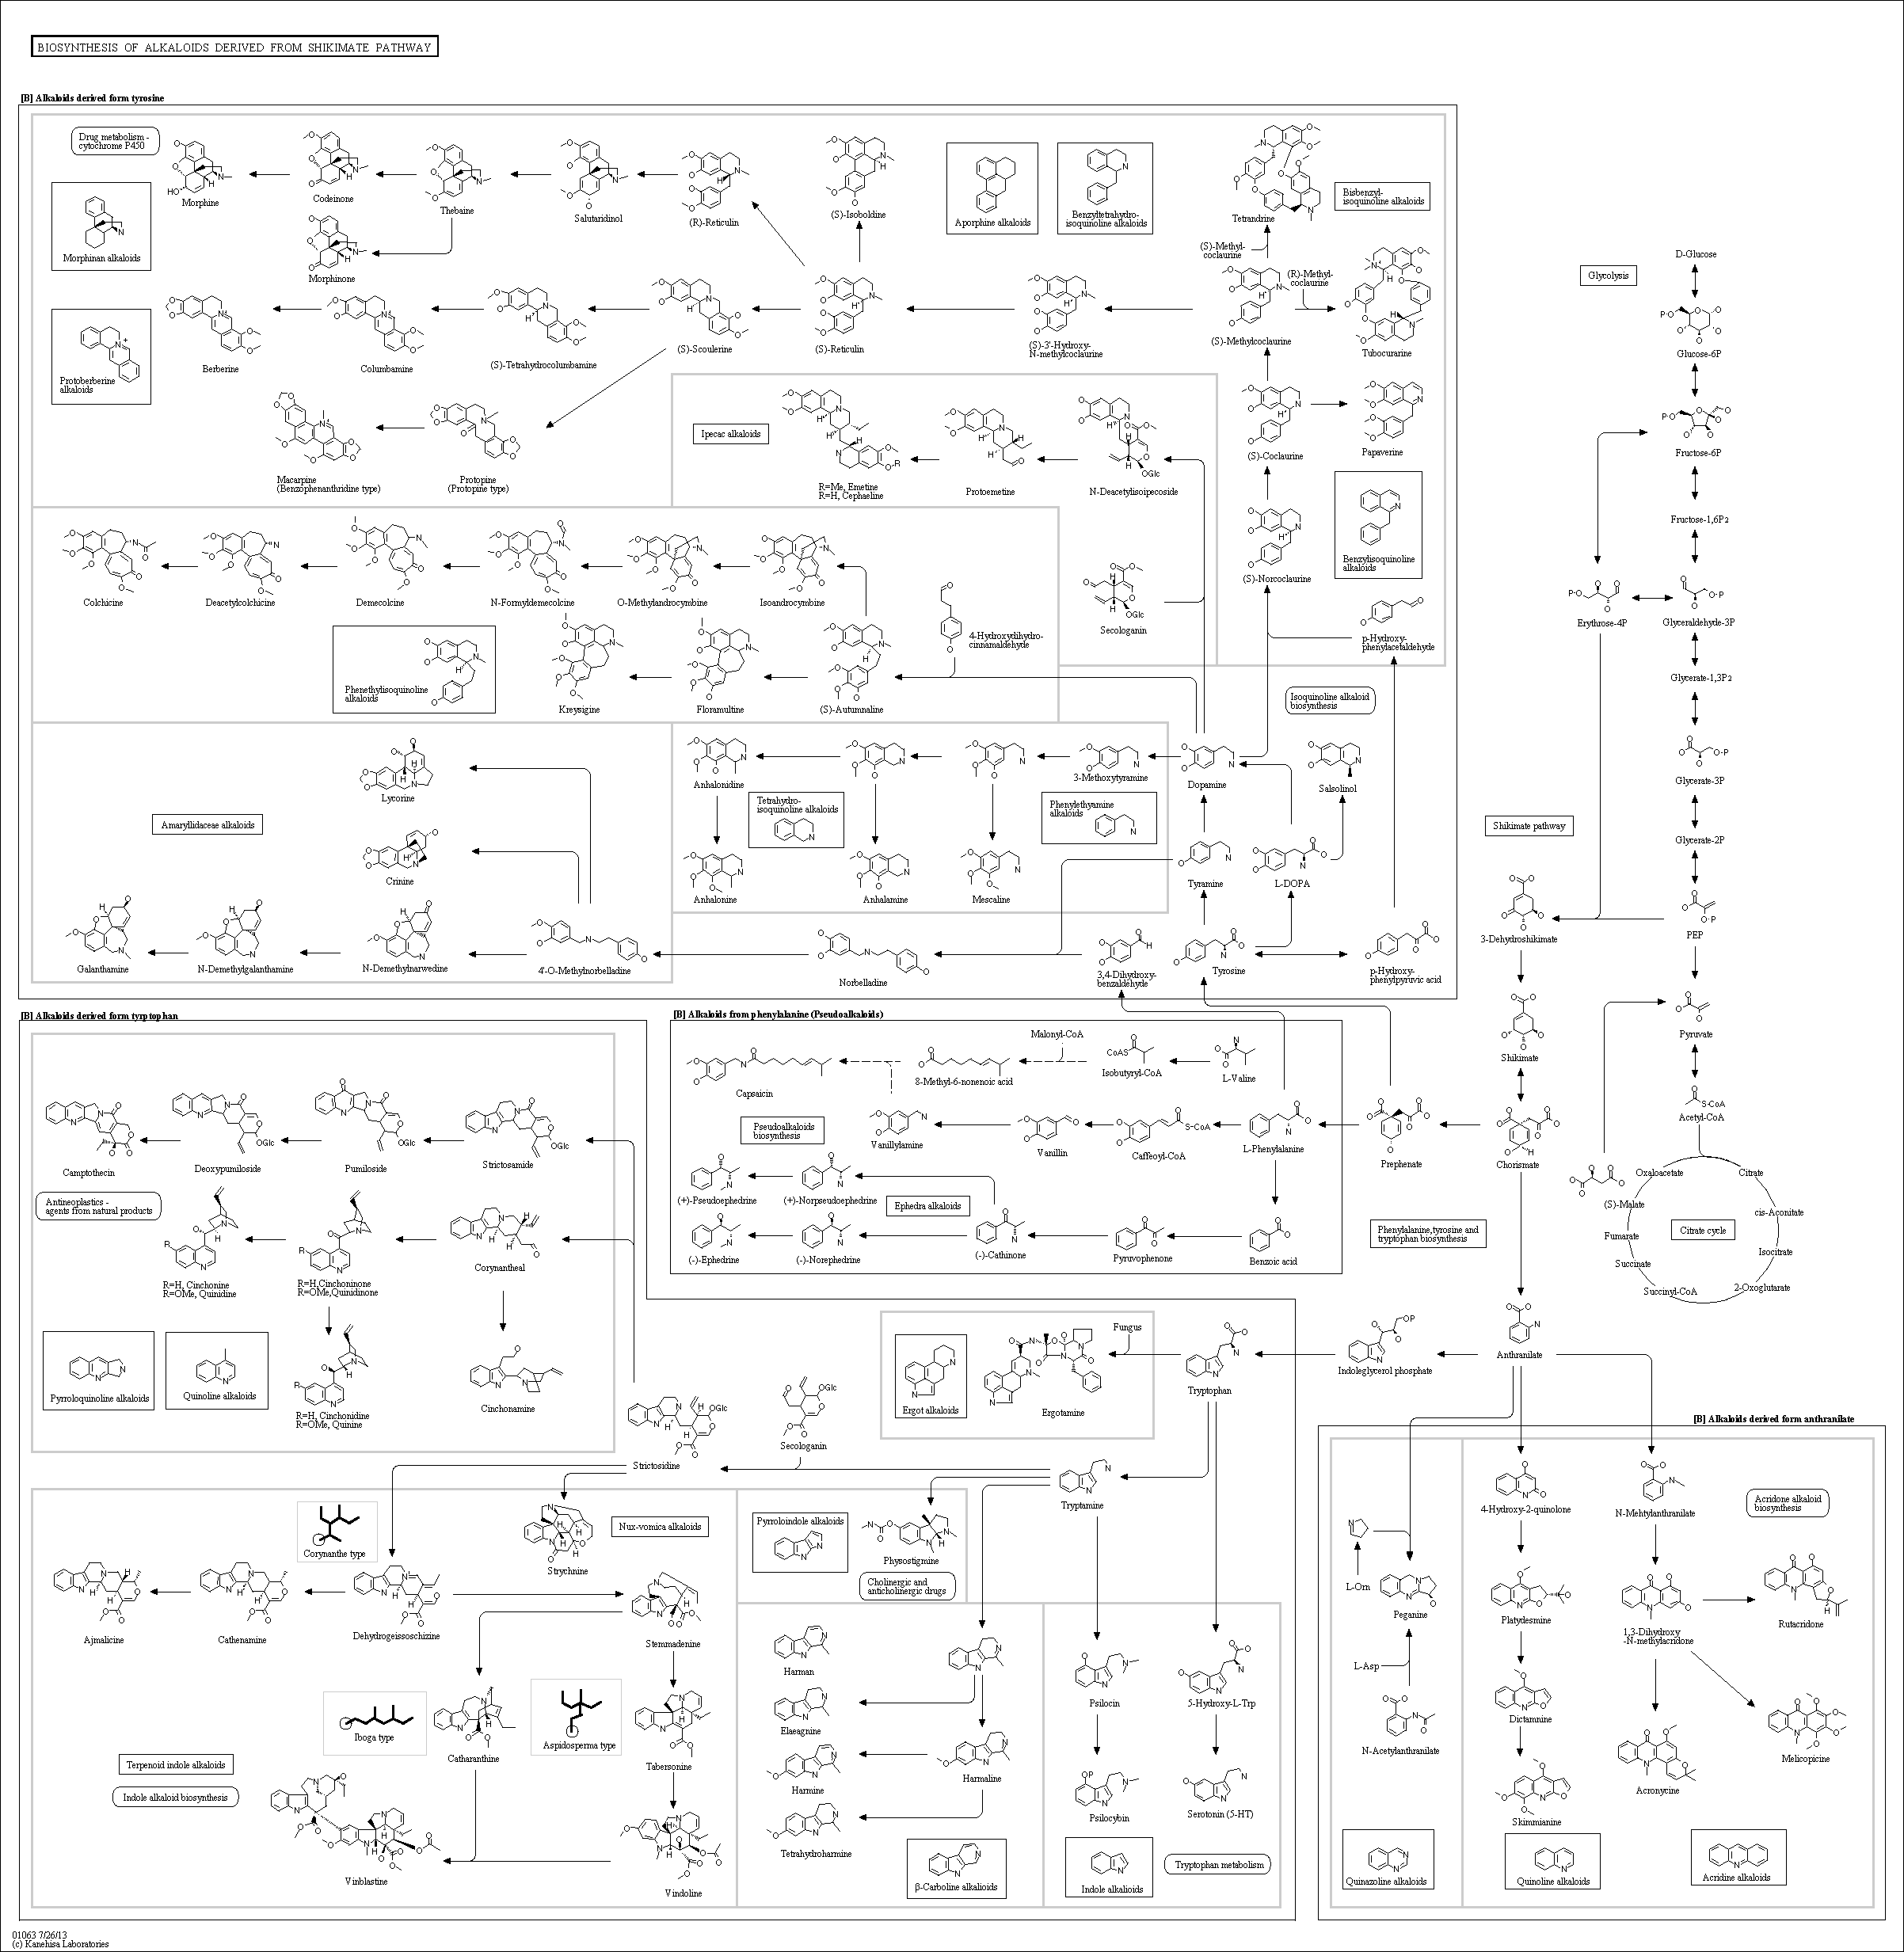 BIOSYNTHESIS OF ALKALOIDS DERIVED FROM SHIKIMATE PATHWAY
[B] Alkaloids derived form tyrosine
Drug metabolism -
cytochrome P450
Morphine
Codeinone
Thebaine
Salutaridinol
(R)-Reticulin
(S)-Isoboldine
Aporphine alkaloids
Benzyltetrahydro-
isoquinoline alkaloids
Tetrandrine
Bisbenzyl-
isoquinoline alkaloids
Morphinan alkaloids
Morphinone
(S)-Methyl-
coclaurine
(R)-Methyl-
coclaurine
Berberine
Columbamine
(S)-Tetrahydrocolumbamine
(S)-Scoulerine
(S)-Reticulin
(S)-3'-Hydroxy-
N-methylcoclaurine
(S)-Methylcoclaurine
Tubocurarine
Protoberberine
alkaloids
Macarpine
(Benzophenanthridine type)
Protopine
(Protopine type)
Ipecac alkaloids
R=Me, Emetine
R=H, Cephaeline
Protoemetine
N-Deacetylisoipecoside
(S)-Coclaurine
Papaverine
Benzylisoquinoline
alkaloids
Colchicine
Deacetylcolchicine
Demecolcine
N-Formyldemecolcine
O-Methylandrocymbine
Isoandrocymbine
4-Hydroxydihydro-
cinnamaldehyde
Secologanin
(S)-Norcoclaurine
p-Hydroxy-
phenylacetaldehyde
Phenethylisoquinoline
alkaloids
Kreysigine
Floramultine
(S)-Autumnaline
Isoquinoline alkaloid
biosynthesis
Lycorine
Anhalonidine
3-Methoxytyramine
Dopamine
Salsolinol
Tetrahydro-
isoquinoline alkaloids
Phenylethyamine
alkaloids
Amaryllidaceae alkaloids
Crinine
Anhalonine
Anhalamine
Mescaline
Tyramine
L-DOPA
Galanthamine
N-Demethylgalanthamine
N-Demethylnarwedine
4'-O-Methylnorbelladine
Norbelladine
3,4-Dihydroxy-
benzaldehyde
Tyrosine
p-Hydroxy-
phenylpyruvic acid
Glycolysis
D-Glucose
Glucose-6P
Fructose-6P
Fructose-1,6P2
Erythrose-4P
Glyceraldehyde-3P
Glycerate-1,3P2
Glycerate-3P
Shikimate pathway
Glycerate-2P
3-Dehydroshikimate
PEP
Shikimate
Pyruvate
Acetyl-CoA
Chorismate
Prephenate
Oxaloacetate
Citrate
(S)-Malate
cis-Aconitate
Fumarate
Citrate cycle
Isocitrate
Succinate
2-Oxoglutarate
Succinyl-CoA
Phenylalanine,tyrosine and
tryptophan biosynthesis
Anthranilate
Indoleglycerol phosphate
[B] Alkaloids from phenylalanine (Pseudoalkaloids)
Malonyl-CoA
Capsaicin
8-Methyl-6-nonenoic acid
Isobutyryl-CoA
L-Valine
Pseudoalkaloids
biosynthesis
Vanillylamine
Vanillin
Caffeoyl-CoA
L-Phenylalanine
(+)-Pseudoephedrine
(+)-Norpseudoephedrine
Ephedra alkaloids
(-)-Ephedrine
(-)-Norephedrine
(-)-Cathinone
Pyruvophenone
Benzoic acid
[B] Alkaloids derived form tyrptophan
Camptothecin
Deoxypumiloside
Pumiloside
Strictosamide
Antineoplastics -
agents from natural products
R=H, Cinchonine
R=OMe, Quinidine
R=H,Cinchoninone
R=OMe,Quinidinone
Corynantheal
Pyrroloquinoline alkaloids
Quinoline alkaloids
R=H, Cinchonidine
R=OMe, Quinine
Cinchonamine
Fungus
Ergot alkaloids
Ergotamine
Tryptophan
Secologanin
Strictosidine
Tryptamine
Corynanthe type
Strychnine
Nux-vomica alkaloids
Pyrroloindole alkaloids
Physostigmine
Cholinergic and
anticholinergic drugs
Ajmalicine
Cathenamine
Dehydrogeissoschizine
Stemmadenine
Harman
Psilocin
5-Hydroxy-L-Trp
Iboga type
Catharanthine
Aspidosperma type
Tabersonine
Elaeagnine
Terpenoid indole alkaloids
Indole alkaloid biosynthesis
Harmine
Harmaline
Psilocybin
Serotonin (5-HT)
Vinblastine
Vindoline
Tetrahydroharmine
β-Carboline alkalioids
Indole alkalioids
Tryptophan metabolism
[B] Alkaloids derived form anthranilate
4-Hydroxy-2-quinolone
N-Mehtylanthranilate
Acridone alkaloid
biosynthesis
L-Orn
Peganine
Platydesmine
1,3-Dihydroxy
-N-methylacridone
Rutacridone
L-Asp
N-Acetylanthranilate
Dictamnine
Acronycine
Melicopicine
Skimmianine
Quinazoline alkaloids
Quinoline alkaloids
Acridine alkaloids
01063 7/26/13
(c) Kanehisa Laboratories